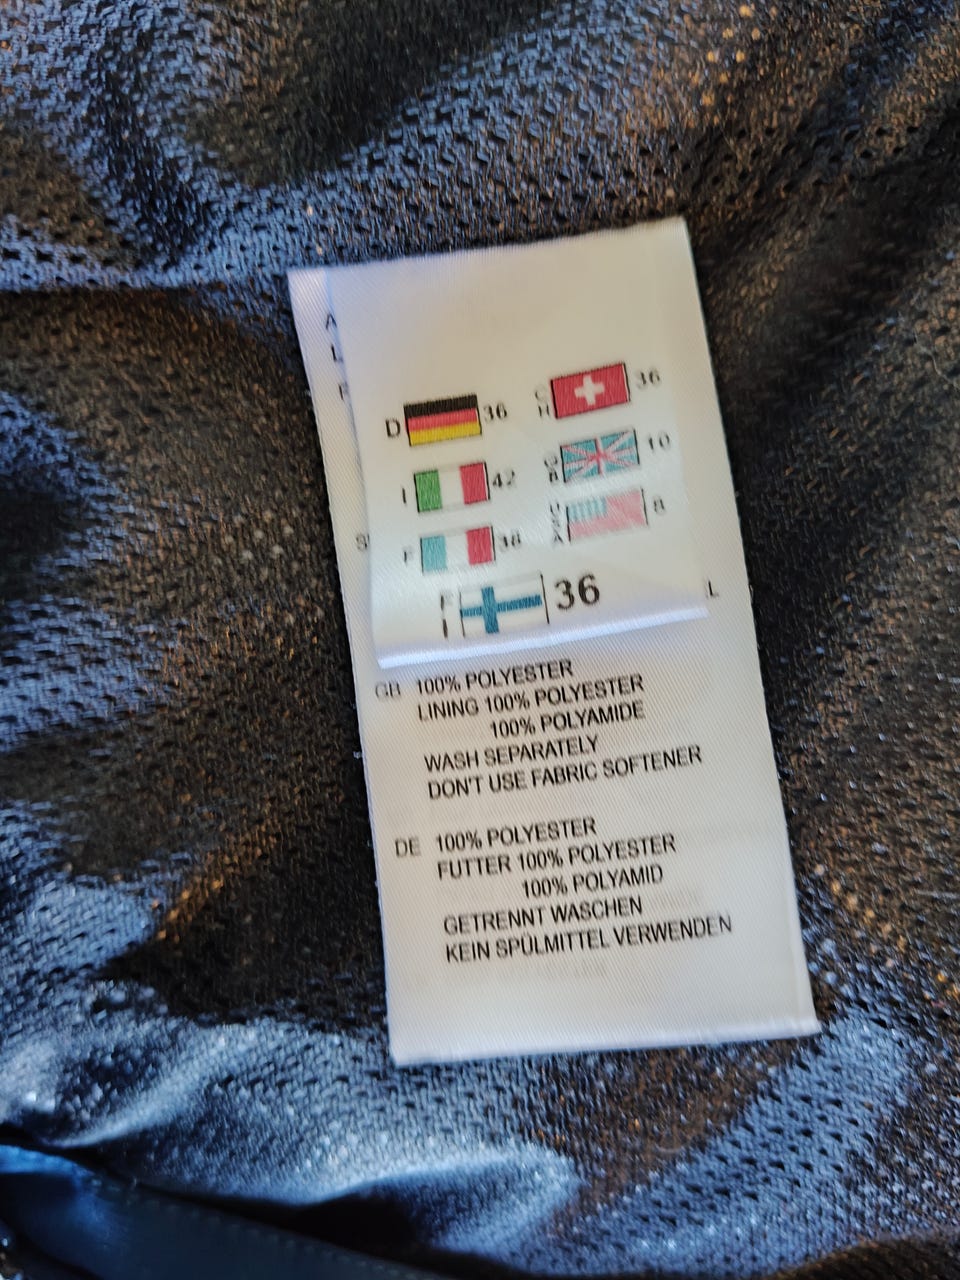 D 36
CH 36
I 42
GB 10
F 38
USA 8
FI 36
GB 100% POLYESTER
LINING 100% POLYESTER
100% POLYAMIDE
WASH SEPARATELY
DON'T USE FABRIC SOFTENER
DE 100% POLYESTER
FUTTER 100% POLYESTER
100% POLYAMID
GETRENNT WASCHEN
KEIN SPÜLMITTEL VERWENDEN